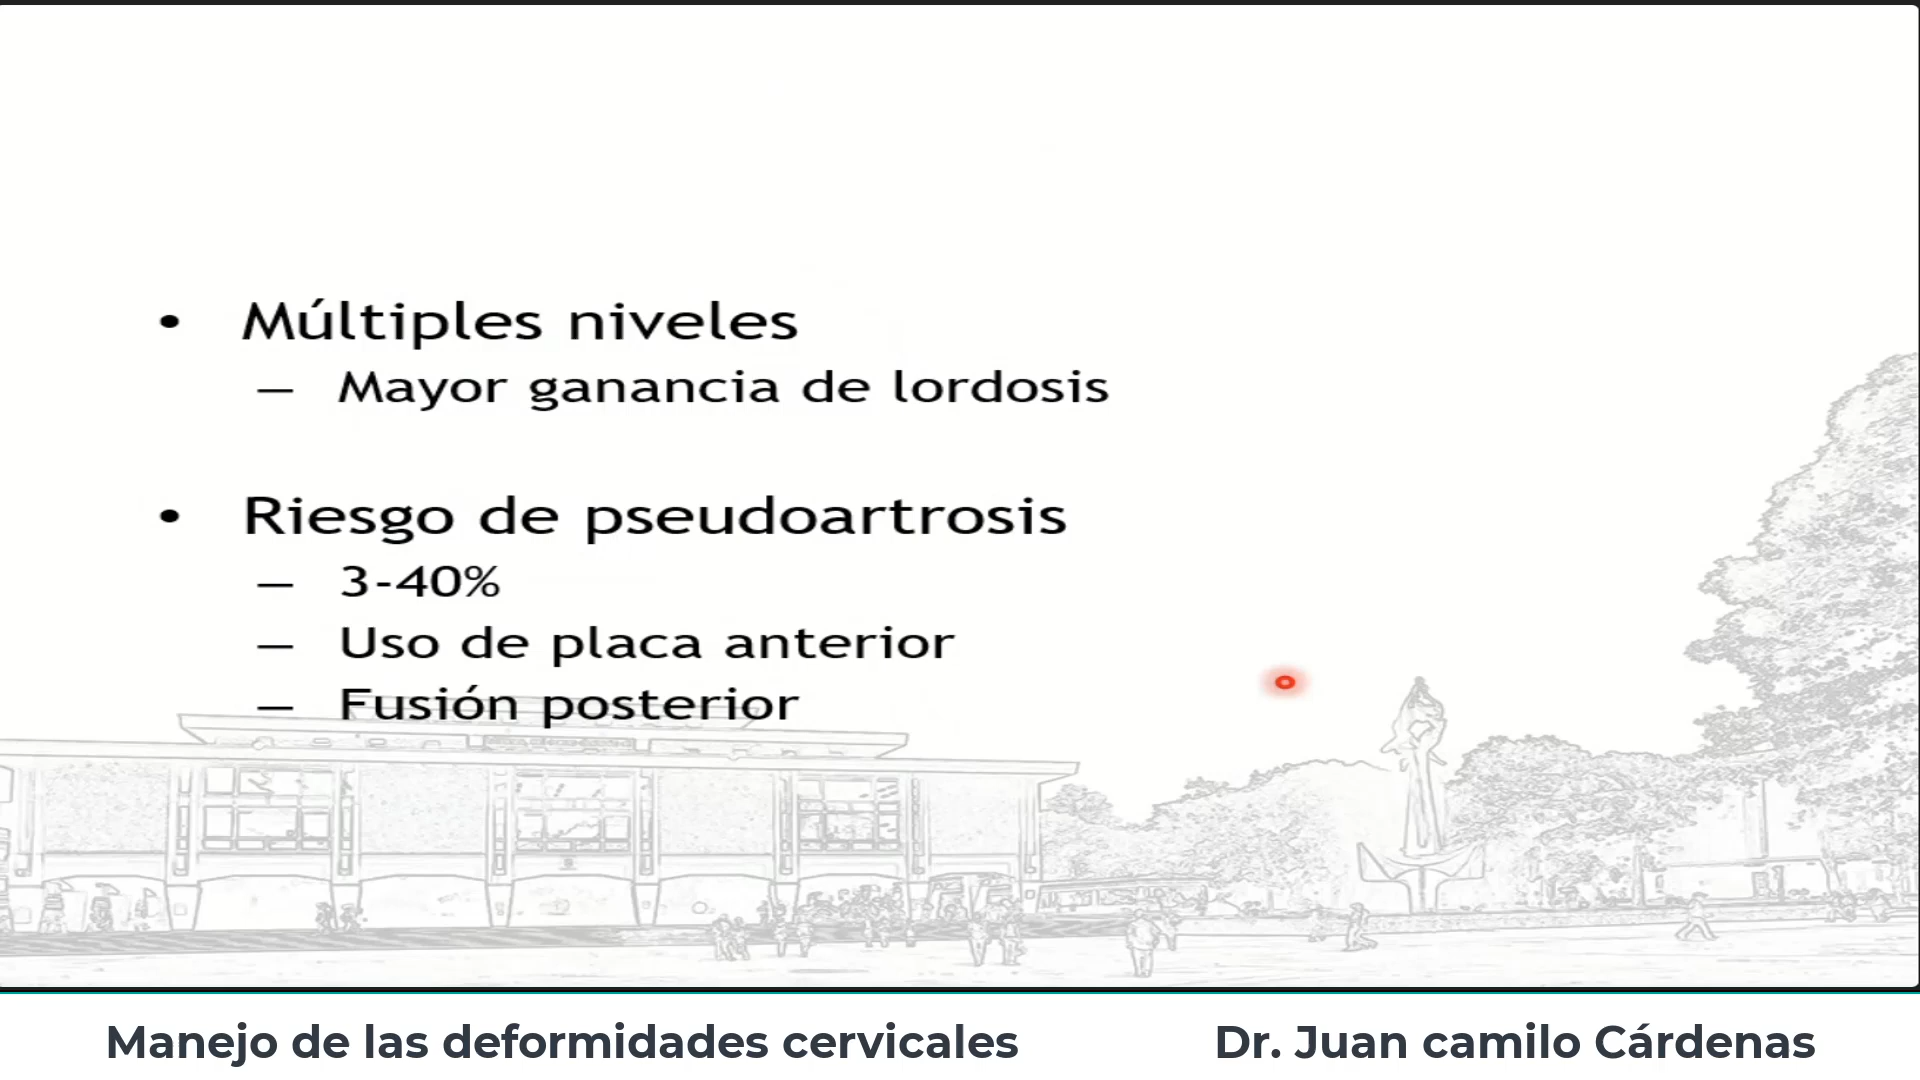 • Múltiples niveles
– Mayor ganancia de lordosis
• Riesgo de pseudoartrosis
– 3-40%
– Uso de placa anterior
– Fusión posterior
Manejo de las deformidades cervicales
Dr. Juan camilo Cárdenas